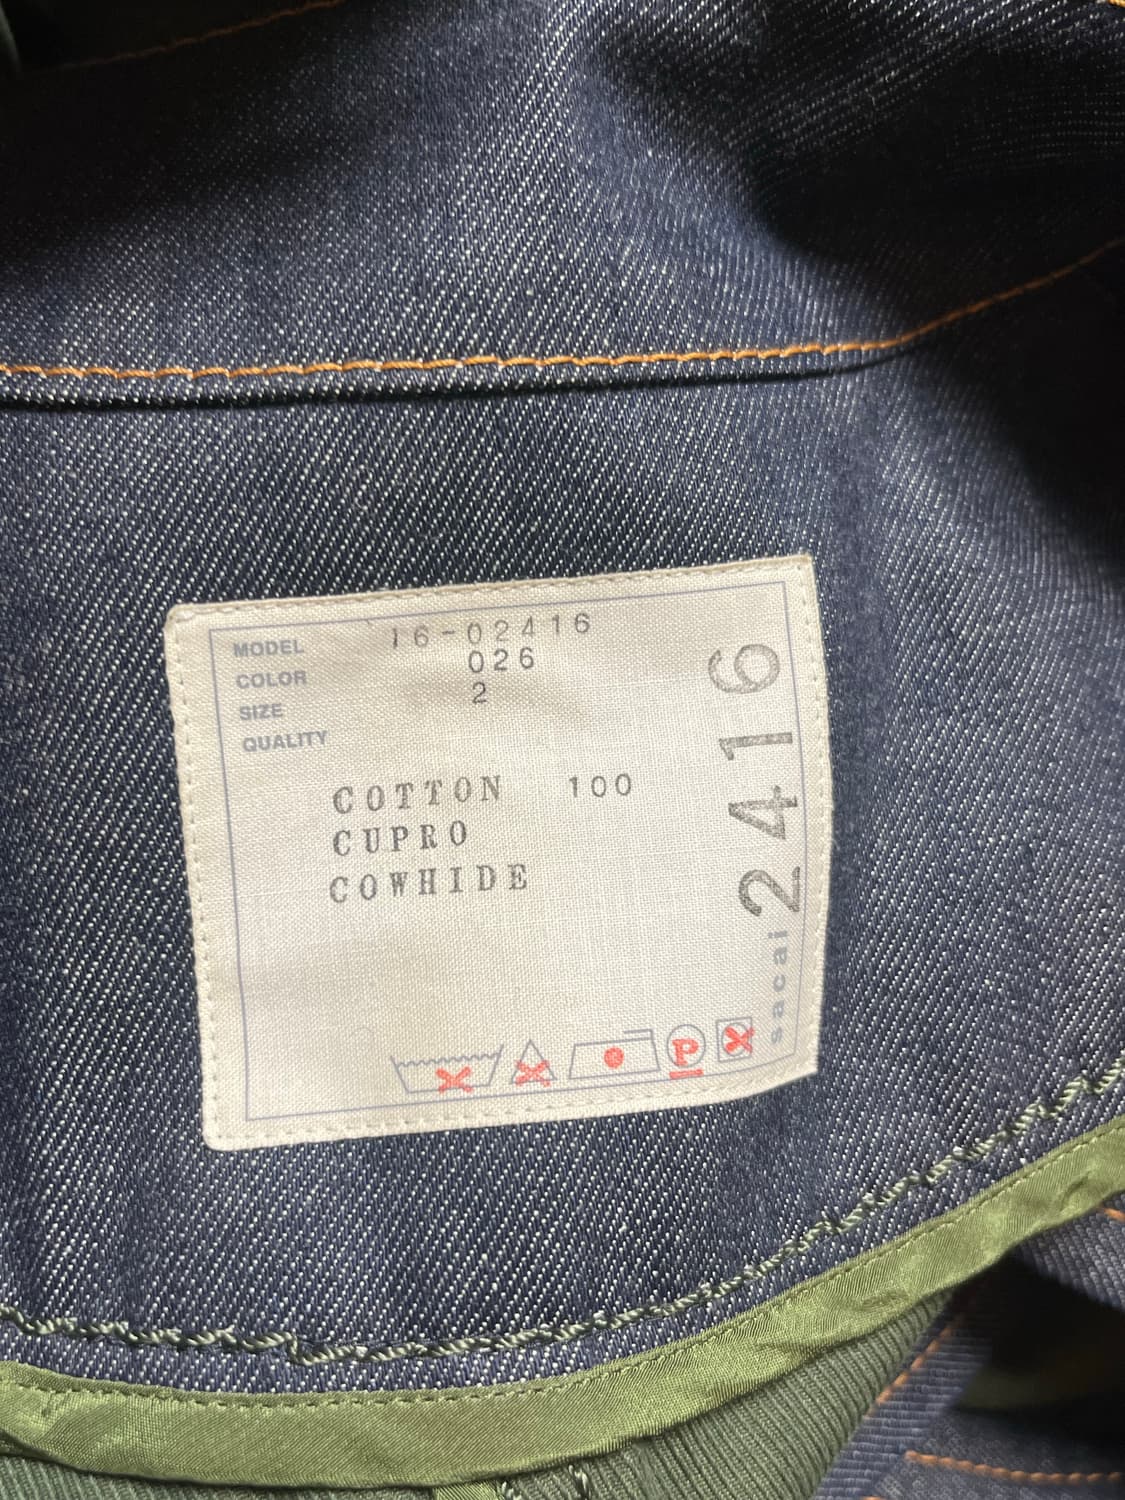 MODEL 16-02416
COLOR 026
SIZE 2
QUALITY
COTTON 100
CUPRO
COWHIDE
P
sacai 2416